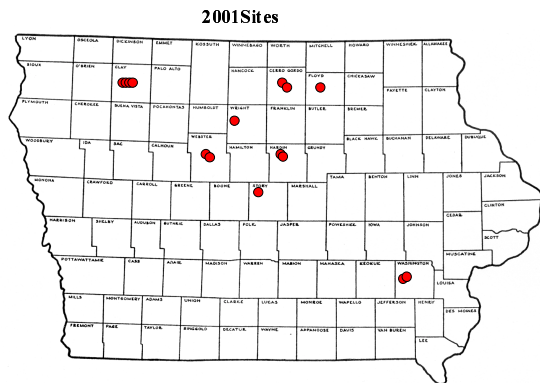 2001Sites
LYON OSCEOLA DICKINSON EMMET KOSSUTH WINNEBAGO WORTH MITCHELL HOWARD WINNESHIEK ALLAMAKEE
SIOUX O'BRIEN CLAY PALO ALTO HANCOCK CERRO GORDO FLOYD CHICKASAW
FAYETTE CLAYTON
PLYMOUTH CHEROKEE BUENA VISTA POCAHONTAS HUMBOLDT WRIGHT FRANKLIN BUTLER BREMER
WOODBURY IDA SAC CALHOUN WEBSTER HAMILTON HARDIN GRUNDY BLACK HAWK BUCHANAN DELAWARE DUBUQUE
MONONA CRAWFORD CARROLL GREENE BOONE STORY MARSHALL TAMA BENTON LINN JONES JACKSON
CLINTON
HARRISON SHELBY AUDUBON GUTHRIE DALLAS POLK JASPER POWESHIEK IOWA JOHNSON CEDAR
SCOTT
MUSCATINE
POTTAWATTAMIE CASS ADAIR MADISON WARREN MARION MAHASKA KEOKUK WASHINGTON
LOUISA
MILLS MONTGOMERY ADAMS UNION CLARKE LUCAS MONROE WAPELLO JEFFERSON HENRY
DES MOINES
FREMONT PAGE TAYLOR RINGGOLD DECATUR WAYNE APPANOOSE DAVIS VAN BUREN
LEE